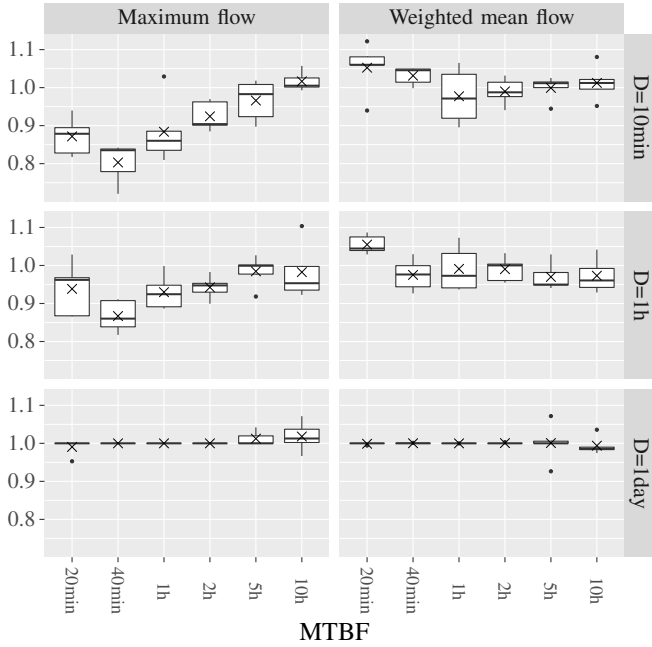 Maximum flow
Weighted mean flow
1.1
1.0
0.9
0.8
D=10min
1.1
1.0
0.9
0.8
D=1h
1.1
1.0
0.9
0.8
D=1day
20min
40min
1h
2h
5h
10h
20min
40min
1h
2h
5h
10h
MTBF